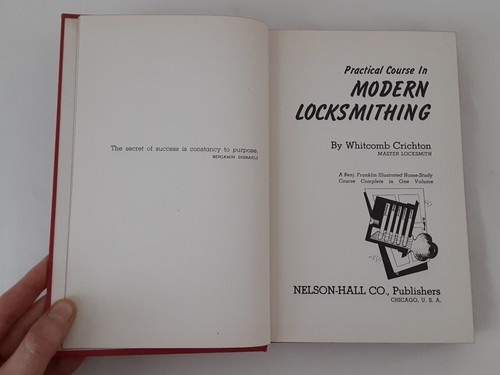 The secret of success is constancy to purpose.
BENJAMIN DISRAELI
Practical Course In
MODERN
LOCKSMITHING
By Whitcomb Crichton
MASTER LOCKSMITH
A Benj. Franklin Illustrated Home-Study
Course Complete in One Volume
NELSON-HALL CO., Publishers
CHICAGO, U. S. A.